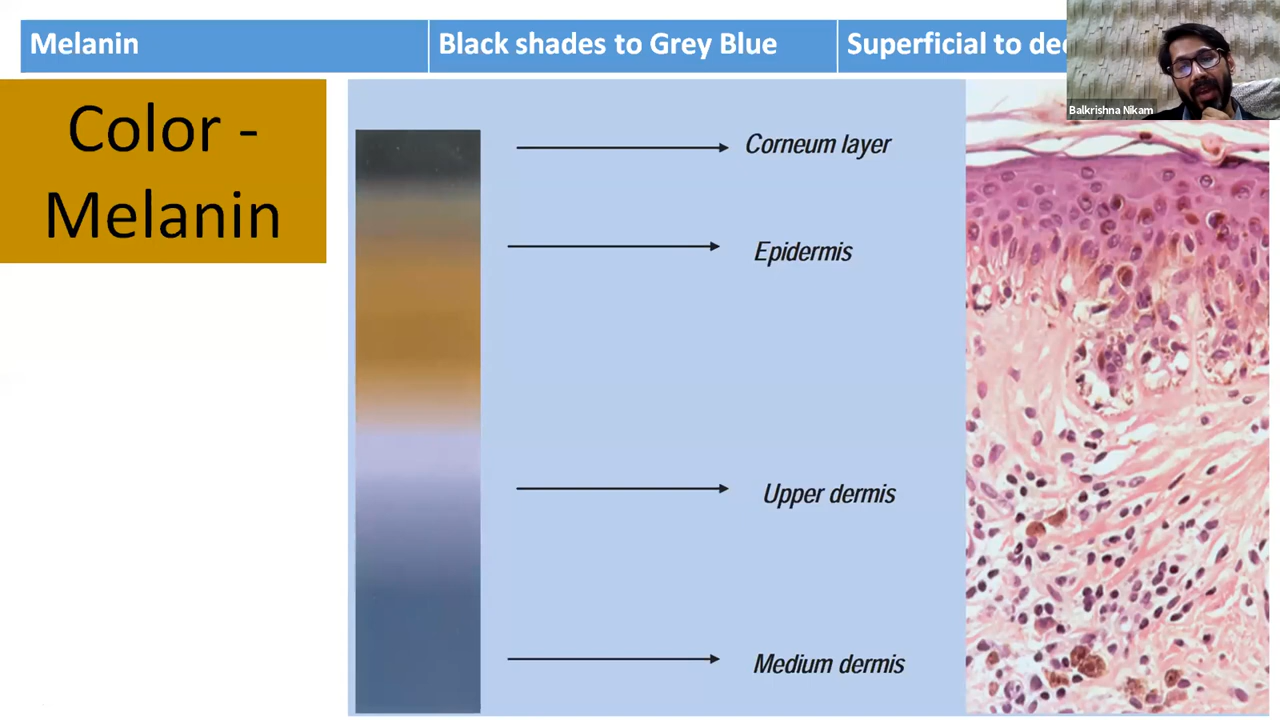 Melanin
Black shades to Grey Blue
Superficial to
Balkrishna Nikam
Color -
Melanin
Corneum layer
Epidermis
Upper dermis
Medium dermis